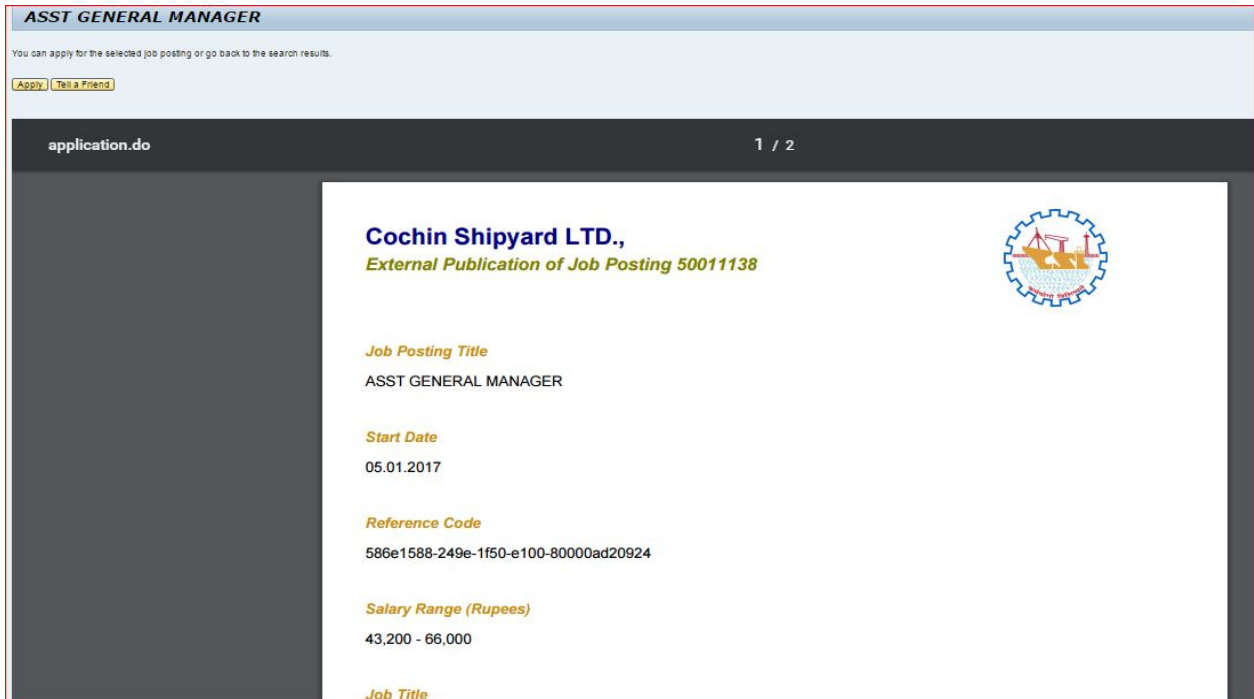 ASST GENERAL MANAGER
You can apply for the selected job posting or go back to the search results.
Apply Tell a Friend
application.do 1 / 2
Cochin Shipyard LTD.,
External Publication of Job Posting 50011138
CSL
Job Posting Title
ASST GENERAL MANAGER
Start Date
05.01.2017
Reference Code
586e1588-249e-1f50-e100-80000ad20924
Salary Range (Rupees)
43,200 - 66,000
Job Title